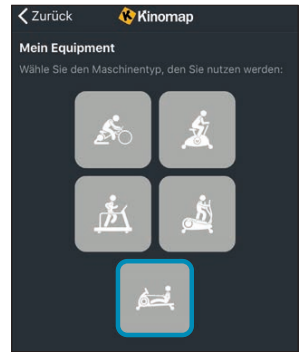 Zurück Kinomap
Mein Equipment
Wähle Sie den Maschinentyp, den Sie nutzen werden: